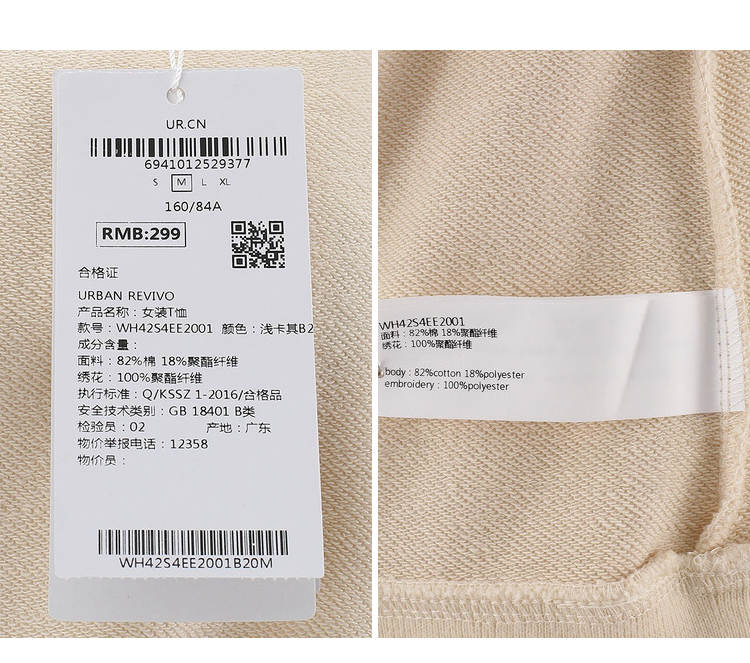 UR.CN
6941012529377
S M L XL
160/84A
RMB:299
合格证
URBAN REVIVO
产品名称：女装T恤
款号：WH42S4EE2001 颜色：浅卡其B2
成分含量：
面料：82%棉 18%聚酯纤维
绣花：100%聚酯纤维
执行标准：Q/KSSZ 1-2016/合格品
安全技术类别：GB 18401 B类
检验员：02 产地：广东
物价举报电话：12358
物价员：
WH42S4EE2001B20M
WH42S4EE2001
面料：82%棉 18%聚酯纤维
绣花：100%聚酯纤维
body : 82%cotton 18%polyester
embroidery : 100%polyester